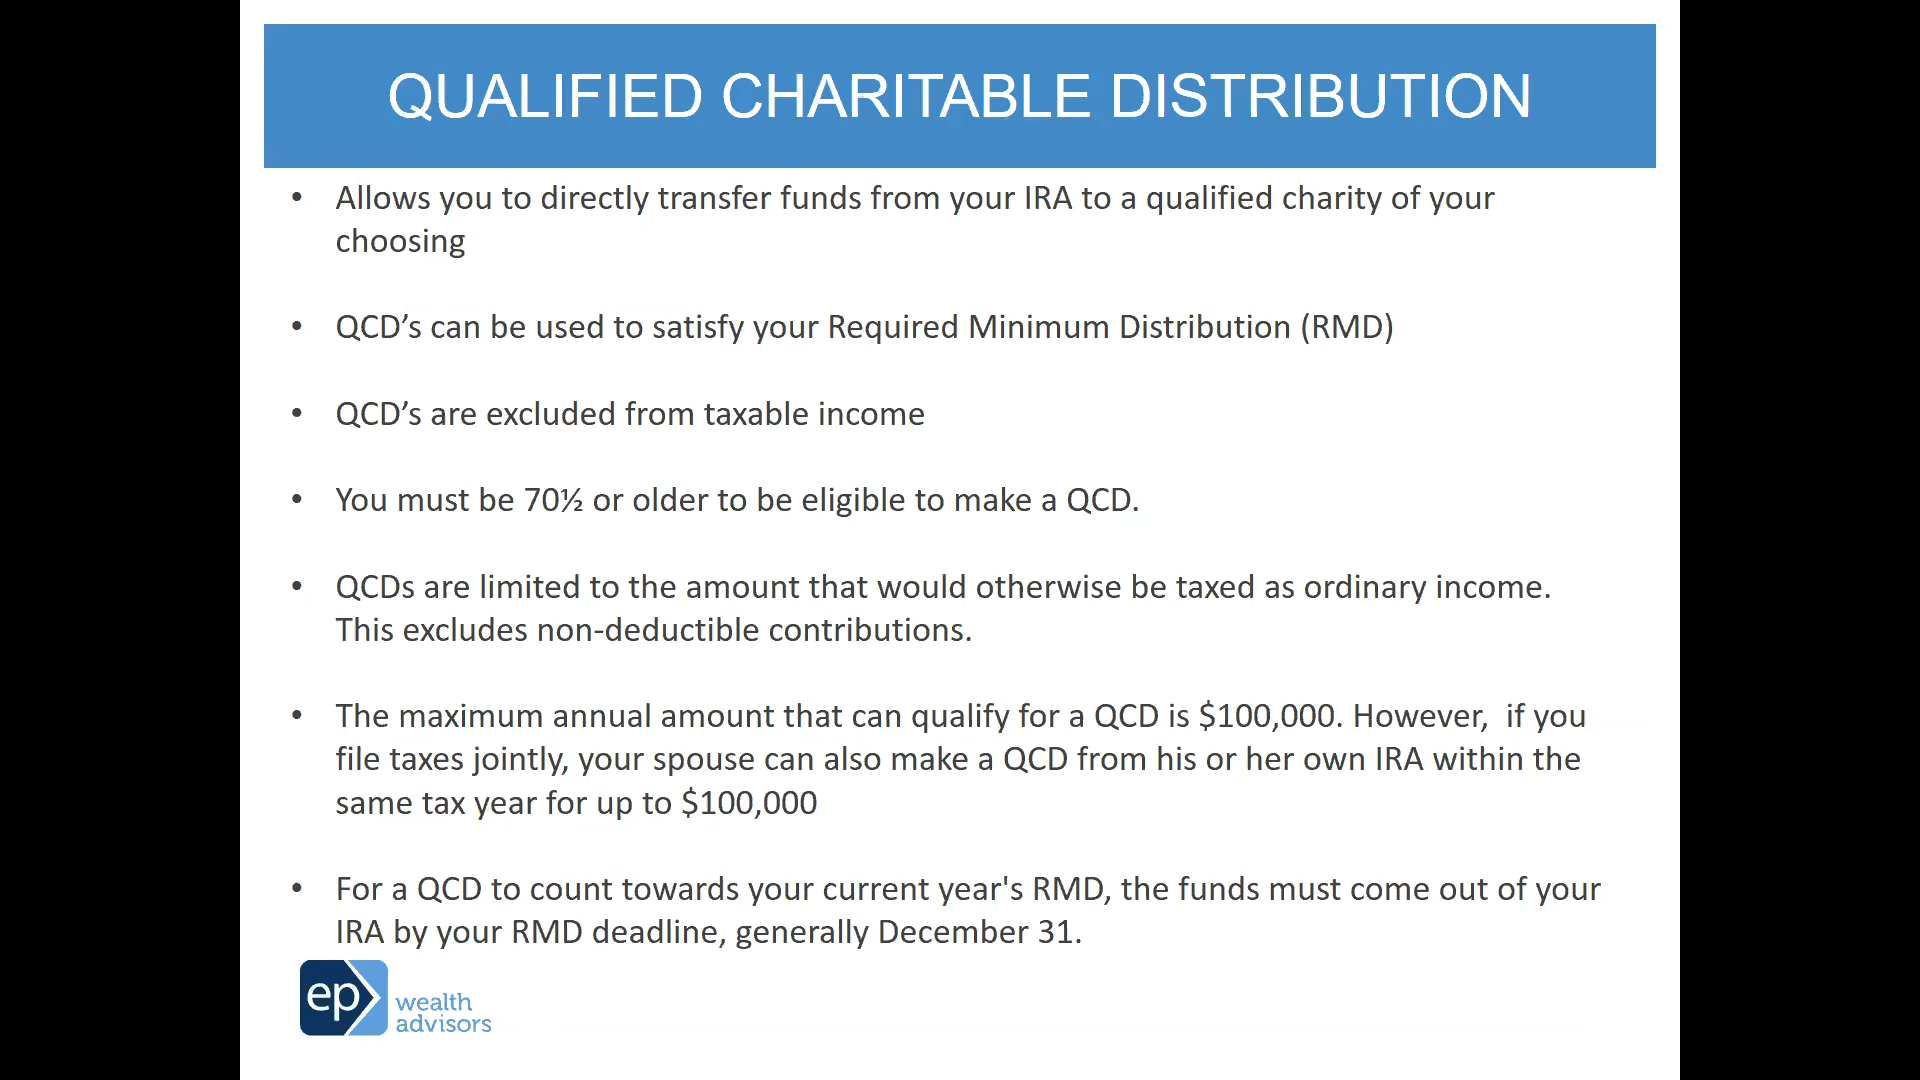 QUALIFIED CHARITABLE DISTRIBUTION
• Allows you to directly transfer funds from your IRA to a qualified charity of your
choosing
• QCD’s can be used to satisfy your Required Minimum Distribution (RMD)
• QCD’s are excluded from taxable income
• You must be 70½ or older to be eligible to make a QCD.
• QCDs are limited to the amount that would otherwise be taxed as ordinary income.
This excludes non-deductible contributions.
• The maximum annual amount that can qualify for a QCD is $100,000. However, if you
file taxes jointly, your spouse can also make a QCD from his or her own IRA within the
same tax year for up to $100,000
• For a QCD to count towards your current year's RMD, the funds must come out of your
IRA by your RMD deadline, generally December 31.
ep
wealth
advisors